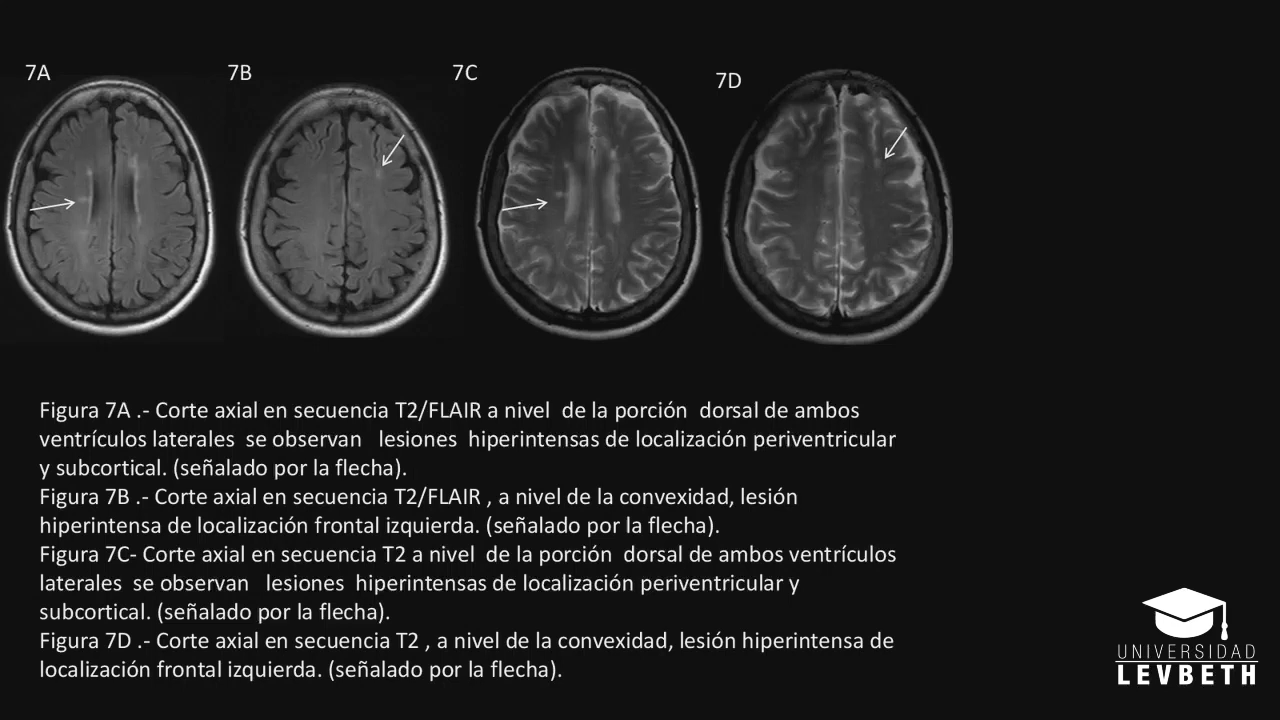 7A
7B
7C
7D
Figura 7A .- Corte axial en secuencia T2/FLAIR a nivel de la porción dorsal de ambos
ventrículos laterales se observan lesiones hiperintensas de localización periventricular
y subcortical. (señalado por la flecha).
Figura 7B .- Corte axial en secuencia T2/FLAIR , a nivel de la convexidad, lesión
hiperintensa de localización frontal izquierda. (señalado por la flecha).
Figura 7C- Corte axial en secuencia T2 a nivel de la porción dorsal de ambos ventrículos
laterales se observan lesiones hiperintensas de localización periventricular y
subcortical. (señalado por la flecha).
Figura 7D .- Corte axial en secuencia T2 , a nivel de la convexidad, lesión hiperintensa de
localización frontal izquierda. (señalado por la flecha).
UNIVERSIDAD
LEVBETH